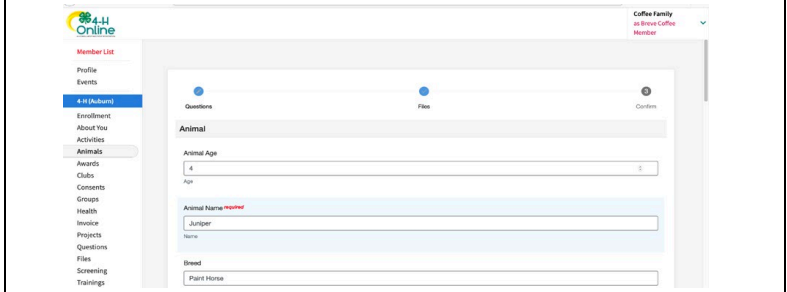 4-H
Online
Coffee Family
as Breve Coffee
Member
Member List
Profile
Events
4-H (Auburn)
Enrollment
About You
Activities
Animals
Awards
Clubs
Consents
Groups
Health
Invoice
Projects
Questions
Files
Screening
Trainings
Questions
Files
3
Confirm
Animal
Animal Age
4
Age
Animal Name required
Juniper
Name
Breed
Paint Horse